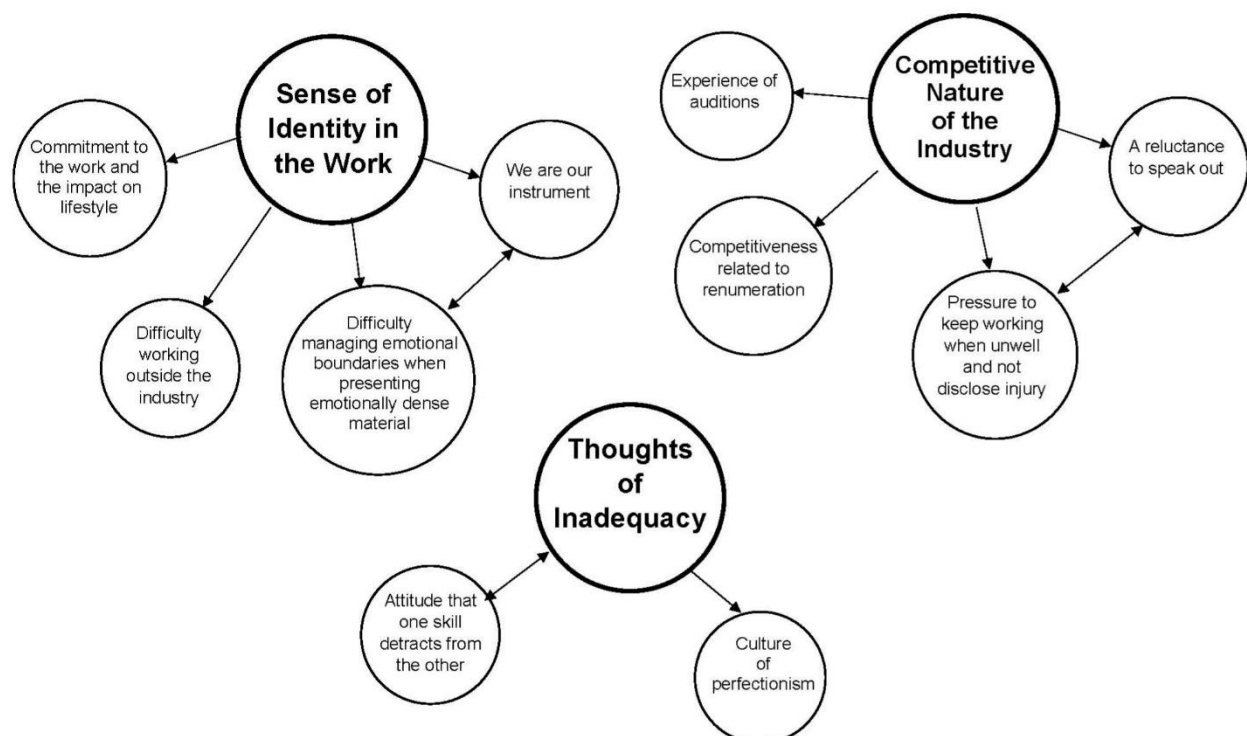 Sense of
Identity in
the Work
Commitment to
the work and
the impact on
lifestyle
We are our
instrument
Difficulty
working
outside the
industry
Difficulty
managing emotional
boundaries when
presenting
emotionally dense
material
Competitive
Nature
of the
Industry
Experience of
auditions
A reluctance
to speak out
Competitiveness
related to
renumeration
Pressure to
keep working
when unwell
and not
disclose injury
Thoughts
of
Inadequacy
Attitude that
one skill
detracts from
the other
Culture
of
perfectionism